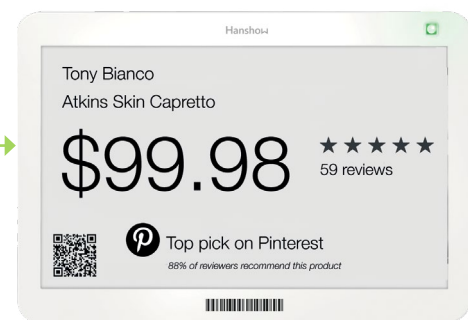 Hanshow
Tony Bianco
Atkins Skin Capretto
$99.98
59 reviews
Top pick on Pinterest
88% of reviewers recommend this product